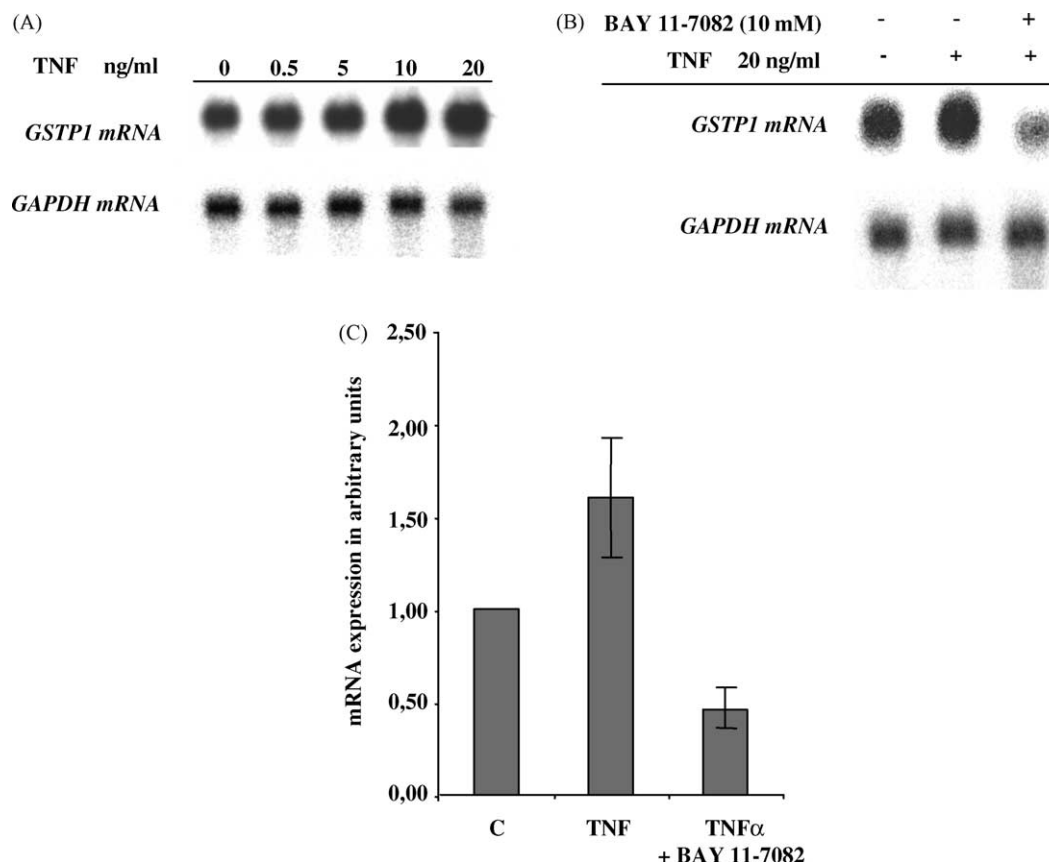 (A)
TNF ng/ml 0 0.5 5 10 20
GSTP1 mRNA
GAPDH mRNA
(B) BAY 11-7082 (10 mM) - - +
TNF 20 ng/ml - + +
GSTP1 mRNA
GAPDH mRNA
(C)
mRNA expression in arbitrary units
2,50
2,00
1,50
1,00
0,50
0,00
C TNF TNFα
+ BAY 11-7082